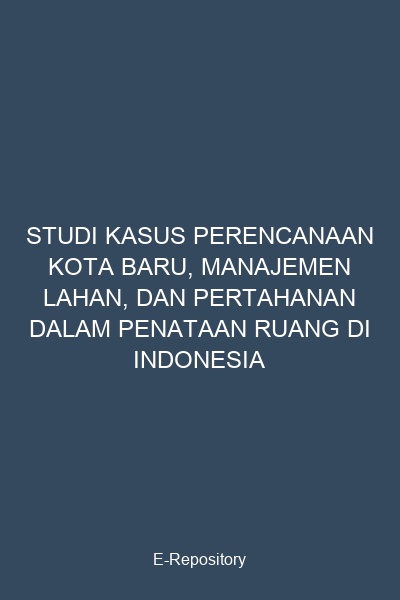 STUDI KASUS PERENCANAAN
KOTA BARU, MANAJEMEN
LAHAN, DAN PERTAHANAN
DALAM PENATAAN RUANG DI
INDONESIA
E-Repository